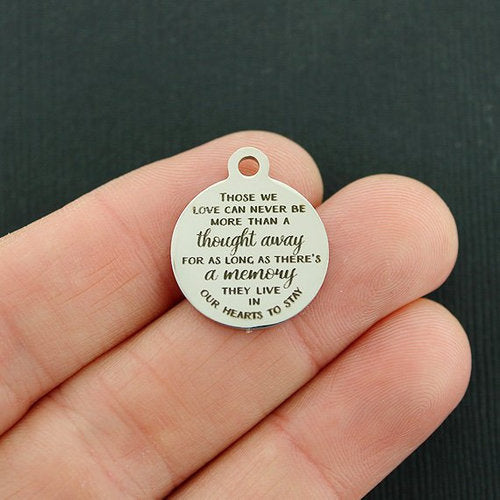 THOSE WE
LOVE CAN NEVER BE
MORE THAN A
thought away
FOR AS LONG AS THERE'S
a memory
THEY LIVE
IN
OUR HEARTS TO STAY